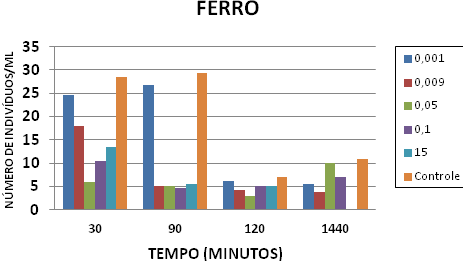 FERRO
NÚMERO DE INDIVÍDUOS/ML
35
30
25
20
15
10
5
0
30 90 120 1440
TEMPO (MINUTOS)
0,001
0,009
0,05
0,1
15
Controle